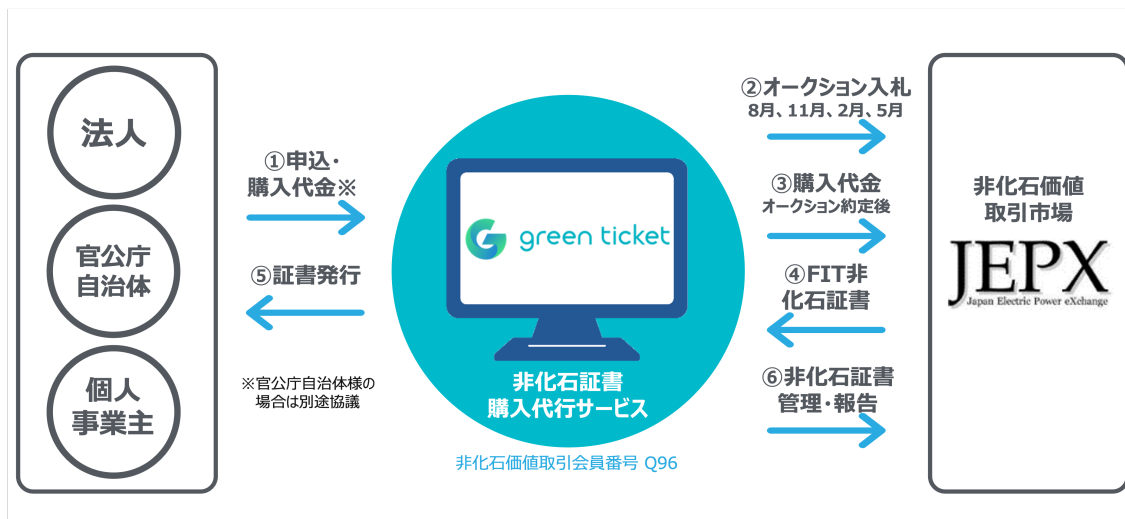 法人
官公庁
自治体
個人
事業主
①申込・
購入代金※
⑤証書発行
※官公庁自治体様の
場合は別途協議
green ticket
非化石証書
購入代行サービス
非化石価値取引会員番号 Q96
②オークション入札
8月、11月、2月、5月
③購入代金
オークション約定後
④FIT非
化石証書
⑥非化石証書
管理・報告
非化石価値
取引市場
JEPX
Japan Electric Power eXchange